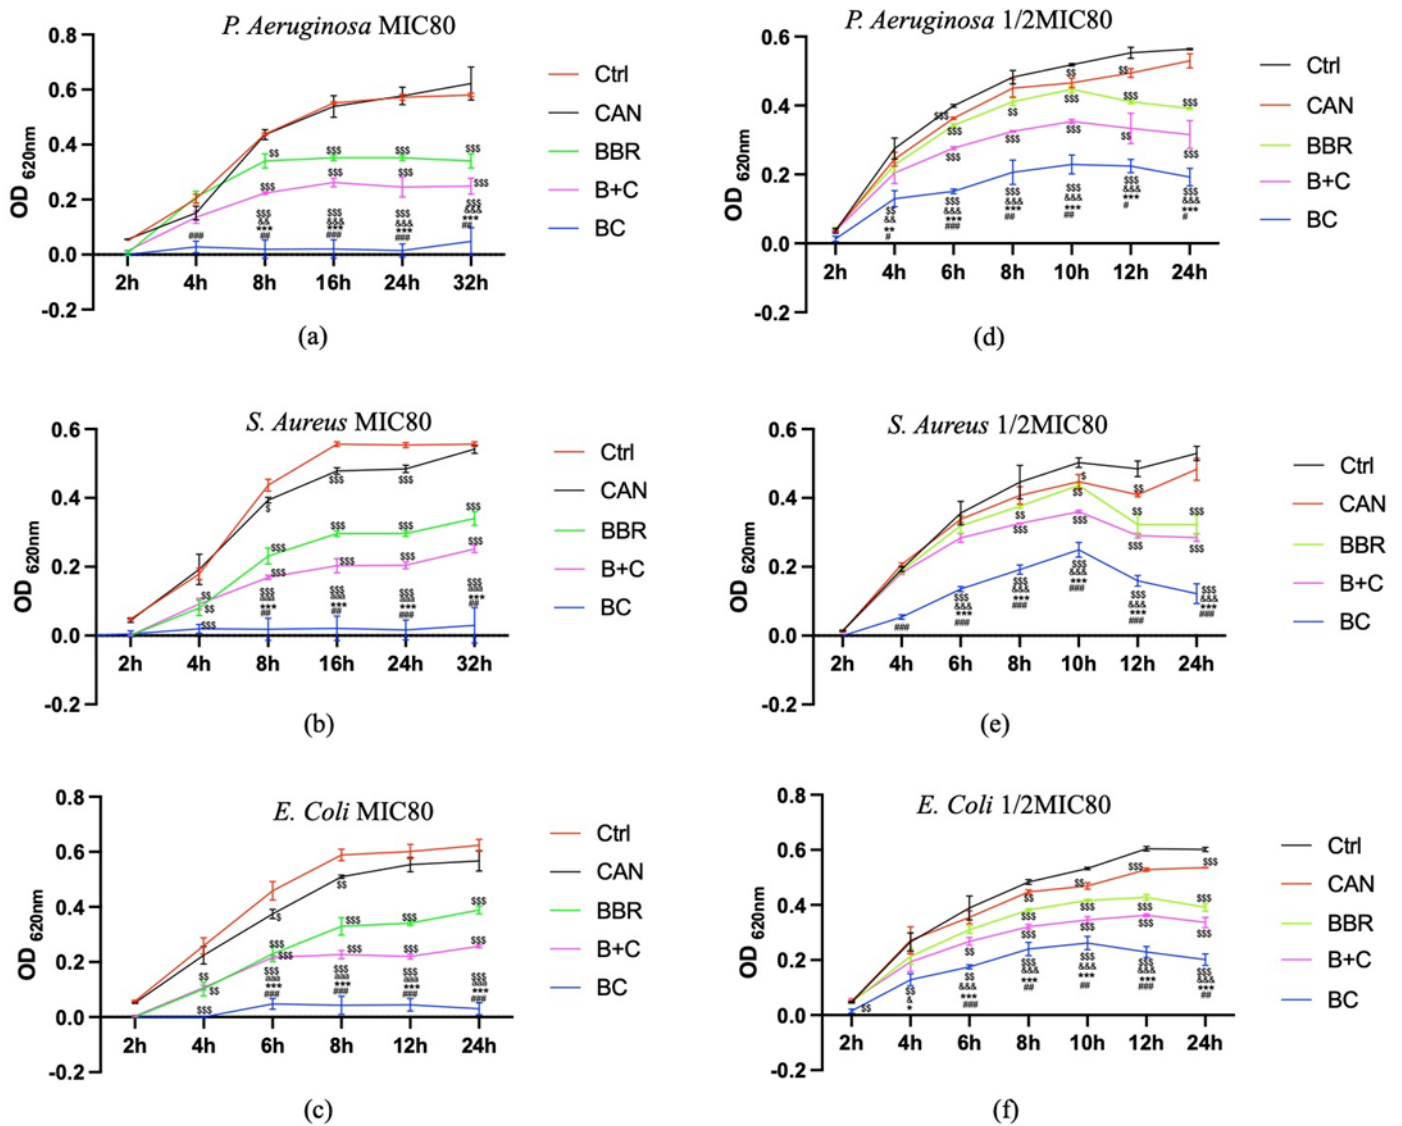 P. Aeruginosa MIC80
0.8
0.6
0.4
0.2
0.0
-0.2
OD 620nm
2h 4h 8h 16h 24h 32h
Ctrl
CAN
BBR
B+C
BC
(a)
P. Aeruginosa 1/2MIC80
0.6
0.4
0.2
0.0
-0.2
OD 620nm
2h 4h 6h 8h 10h 12h 24h
Ctrl
CAN
BBR
B+C
BC
(d)
S. Aureus MIC80
0.6
0.4
0.2
0.0
-0.2
OD 620nm
2h 4h 8h 16h 24h 32h
Ctrl
CAN
BBR
B+C
BC
(b)
S. Aureus 1/2MIC80
0.6
0.4
0.2
0.0
-0.2
OD 620nm
2h 4h 6h 8h 10h 12h 24h
Ctrl
CAN
BBR
B+C
BC
(e)
E. Coli MIC80
0.8
0.6
0.4
0.2
0.0
-0.2
OD 620nm
2h 4h 6h 8h 12h 24h
Ctrl
CAN
BBR
B+C
BC
(c)
E. Coli 1/2MIC80
0.8
0.6
0.4
0.2
0.0
-0.2
OD 620nm
2h 4h 6h 8h 10h 12h 24h
Ctrl
CAN
BBR
B+C
BC
(f)